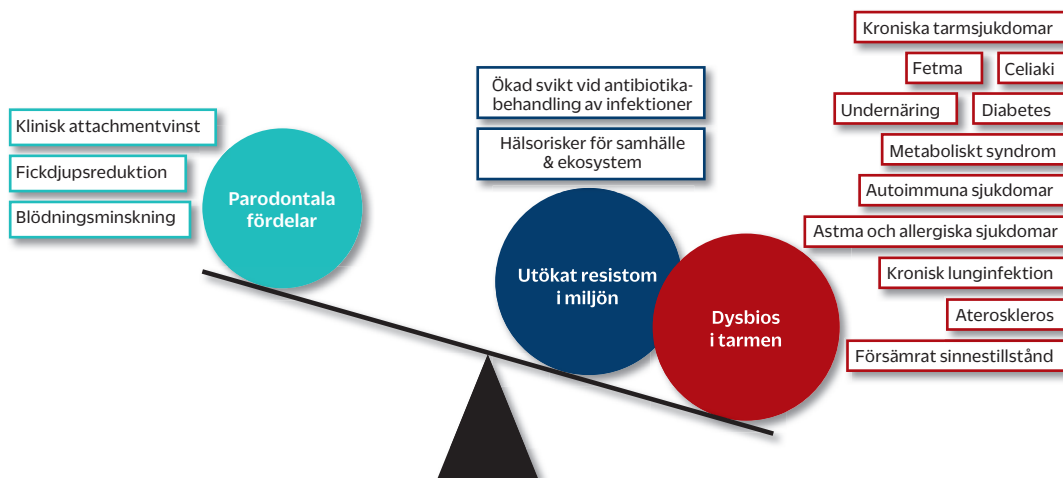 Klinisk attachmentvinst
Fickdjupsreduktion
Blödningsminskning
Parodontala
fördelar
Ökad svikt vid antibiotika-
behandling av infektioner
Hälsorisker för samhälle
& ekosystem
Utökat resistom
i miljön
Dysbios
i tarmen
Kroniska tarmsjukdomar
Fetma
Celiaki
Undernäring
Diabetes
Metaboliskt syndrom
Autoimmuna sjukdomar
Astma och allergiska sjukdomar
Kronisk lunginfektion
Ateroskleros
Försämrat sinnestillstånd